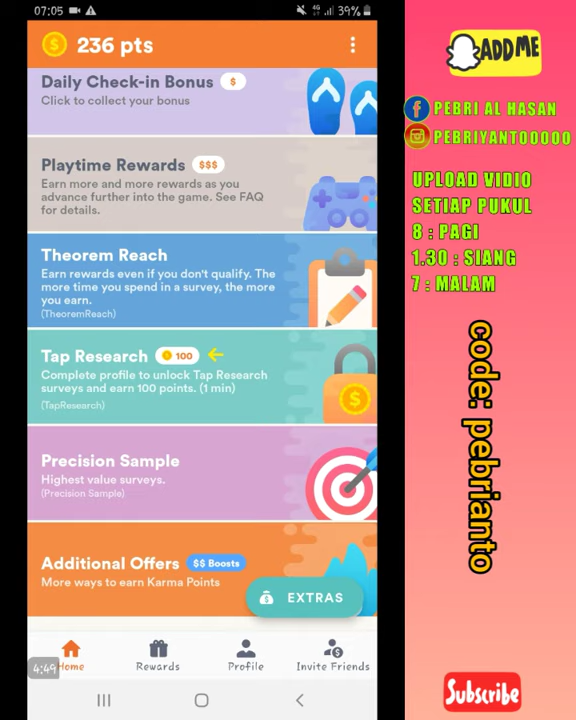 07:05
4G
39%
$
236 pts
Daily Check-in Bonus $
Click to collect your bonus
Playtime Rewards $$$
Earn more and more rewards as you
advance further into the game. See FAQ
for details.
Theorem Reach
Earn rewards even if you don't qualify. The
more time you spend in a survey, the more
you earn.
(TheoremReach)
Tap Research 100
Complete profile to unlock Tap Research
surveys and earn 100 points. (1 min)
(TapResearch)
$
Precision Sample
Highest value surveys.
(Precision Sample)
Additional Offers $$ Boosts
More ways to earn Karma Points
EXTRAS
4:49
Home
Rewards
Profile
Invite Friends
ADD ME
f PEBRI AL HASAN
PEBRIYANTO0000
UPLOAD VIDIO
SETIAP PUKUL
8 : PAGI
1.30 : SIANG
7 : MALAM
code: pebrianto
Subscribe